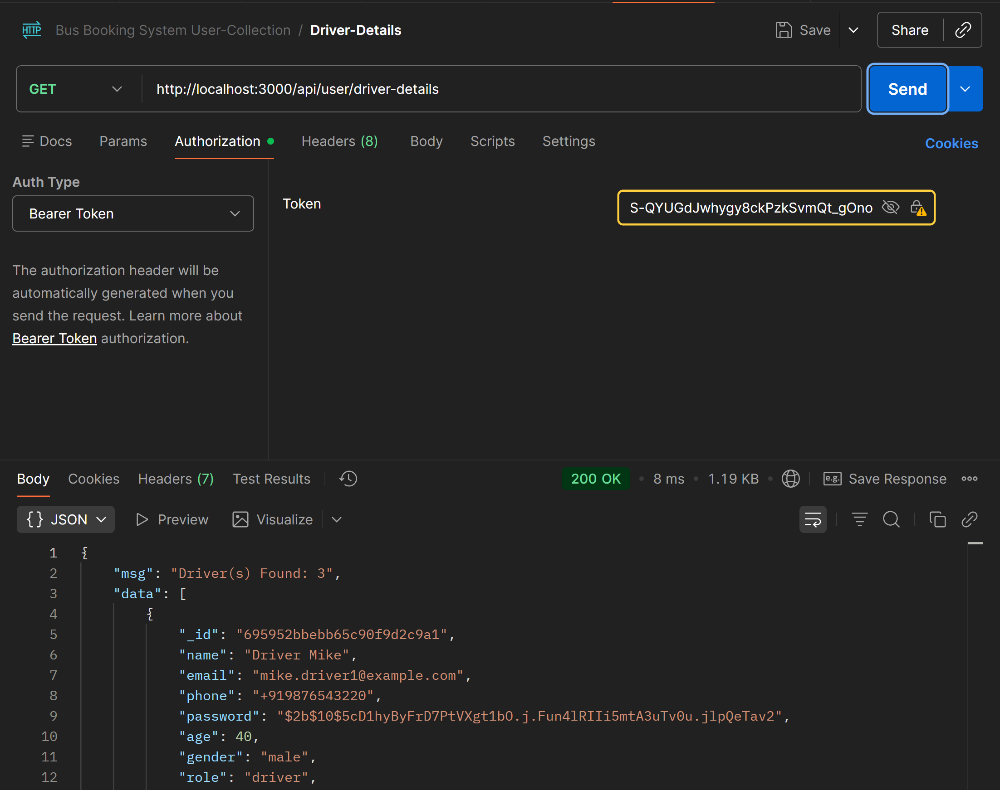 HTTP Bus Booking System User-Collection / Driver-Details Save Share
GET http://localhost:3000/api/user/driver-details Send
Docs Params Authorization Headers (8) Body Scripts Settings Cookies
Auth Type
Bearer Token
Token S-QYUGdJwhygy8ckPzkSvmQt_gOno
The authorization header will be
automatically generated when you
send the request. Learn more about
Bearer Token authorization.
Body Cookies Headers (7) Test Results 200 OK • 8 ms • 1.19 KB • e.g. Save Response
{} JSON Preview Visualize
1 {
2 "msg": "Driver(s) Found: 3",
3 "data": [
4 {
5 "_id": "695952bbebb65c90f9d2c9a1",
6 "name": "Driver Mike",
7 "email": "mike.driver1@example.com",
8 "phone": "+919876543220",
9 "password": "$2b$10$5cD1hyByFrD7PtVXgt1bO.j.Fun4lRIIi5mtA3uTv0u.jlpQeTav2",
10 "age": 40,
11 "gender": "male",
12 "role": "driver",